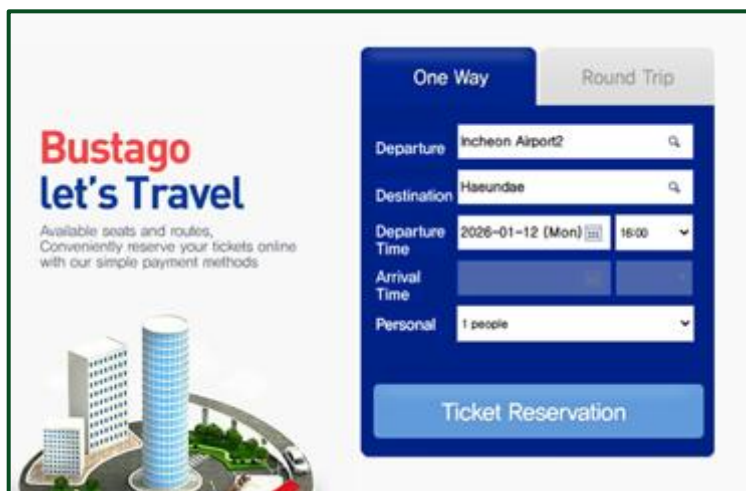 One Way
Round Trip
Bustago
let's Travel
Available seats and routes,
Conveniently reserve your tickets online
with our simple payment methods
Departure Incheon Airport2
Destination Haeundae
Departure Time 2026-01-12 (Mon) 16:00
Arrival Time
Personal 1 people
Ticket Reservation